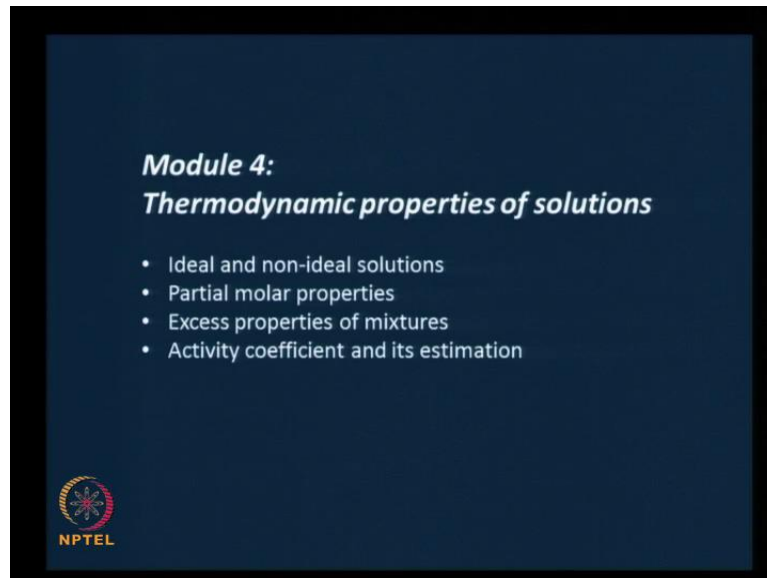 Module 4:
Thermodynamic properties of solutions
• Ideal and non-ideal solutions
• Partial molar properties
• Excess properties of mixtures
• Activity coefficient and its estimation
NPTEL